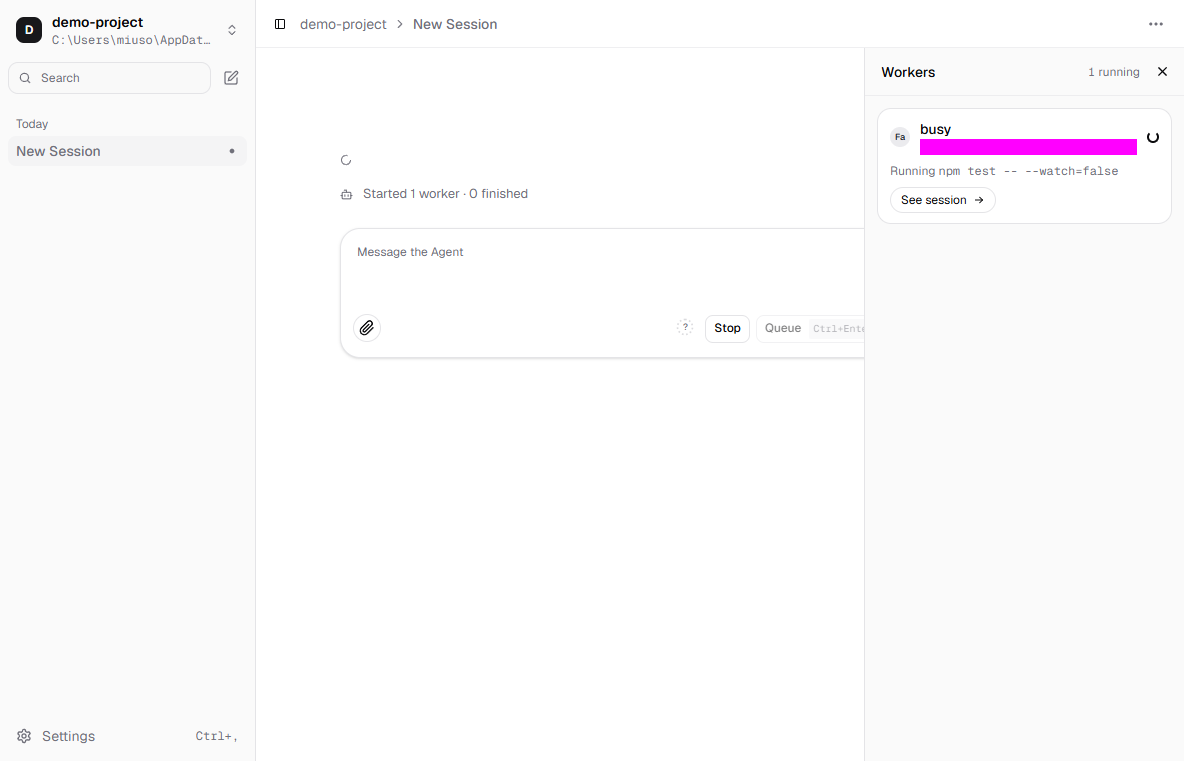 D
demo-project
C:\Users\miuso\AppDat…
Search
Today
New Session
Settings
Ctrl+,
demo-project
New Session
Started 1 worker · 0 finished
Message the Agent
?
Stop
Queue
Workers
1 running
Fa
busy
Running npm test -- --watch=false
See session →